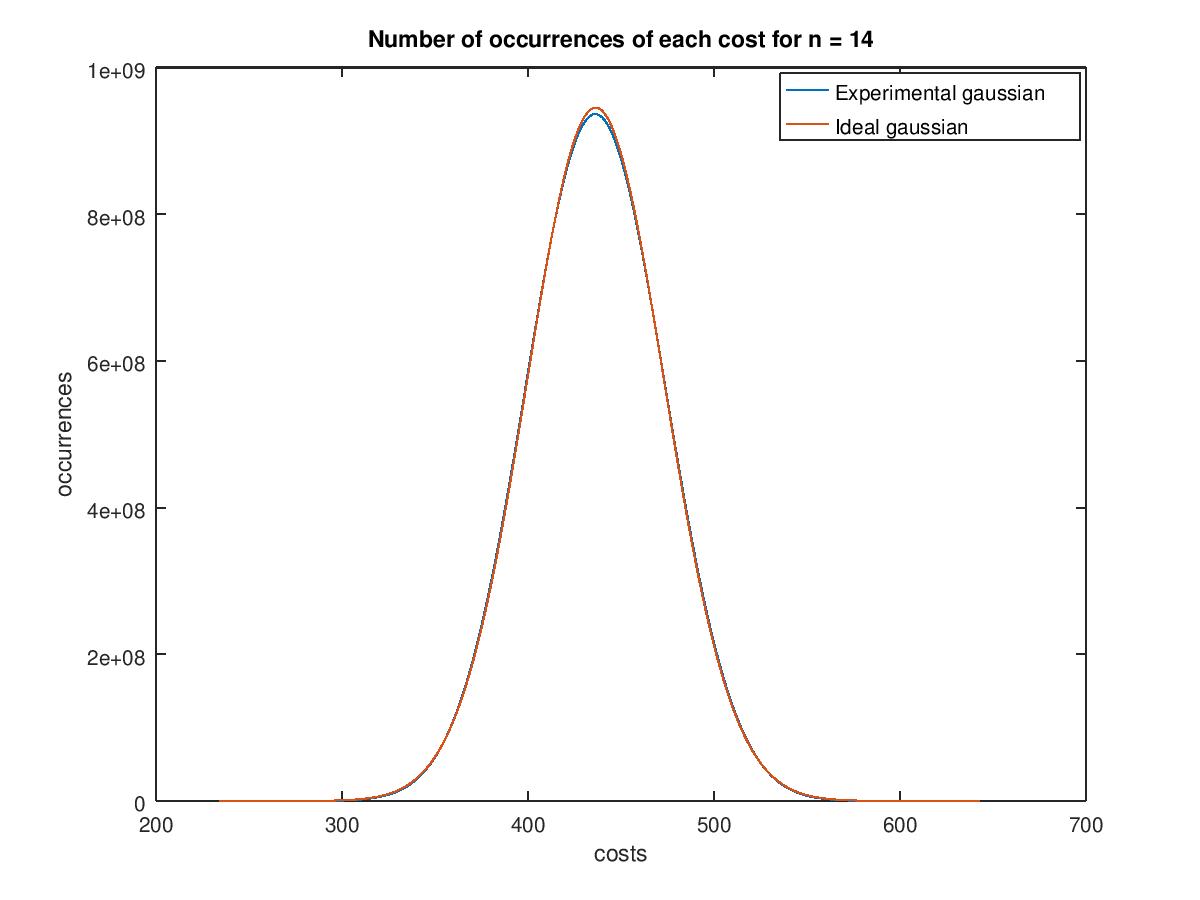 Number of occurrences of each cost for n = 14
1e+09
8e+08
6e+08
4e+08
2e+08
0
occurrences
Experimental gaussian
Ideal gaussian
200 300 400 500 600 700
costs